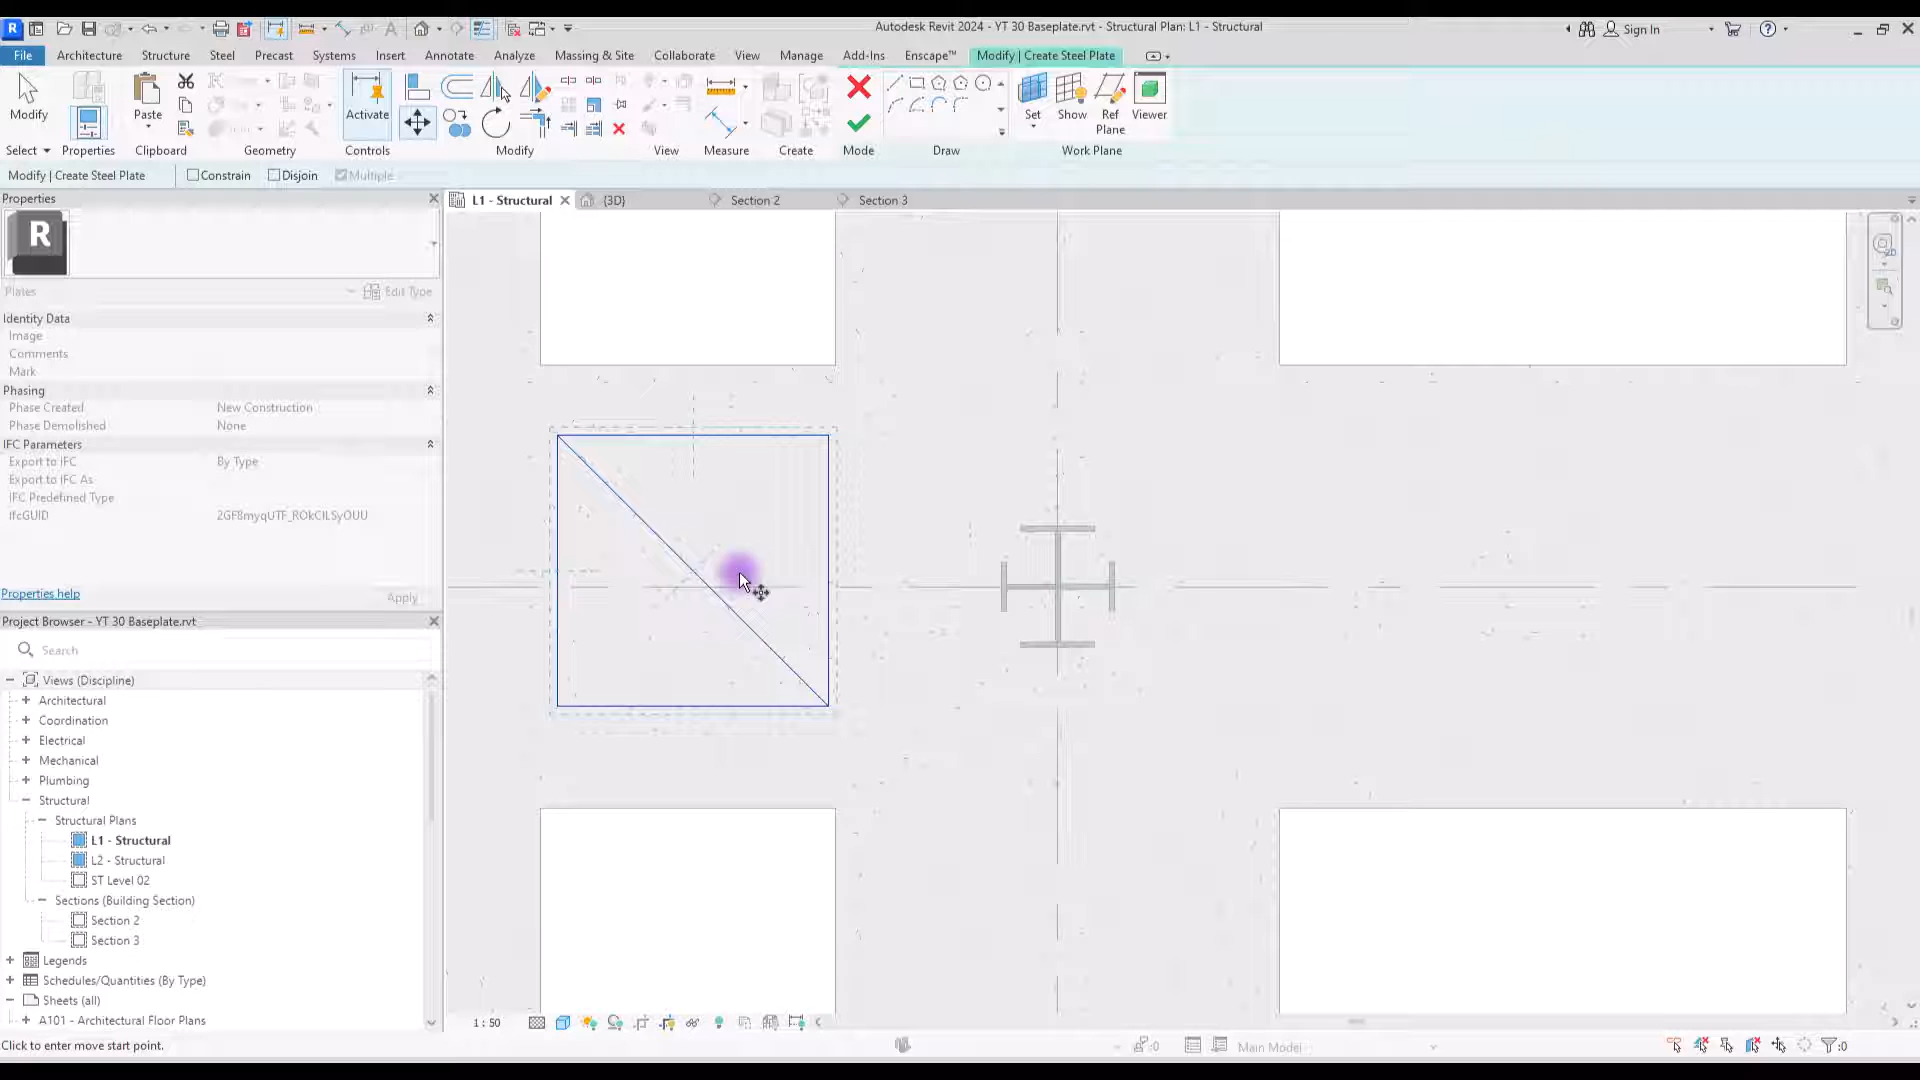 Autodesk Revit 2024 - YT 30 Baseplate.rvt - Structural Plan: L1 - Structural
Sign In
File Architecture Structure Steel Precast Systems Insert Annotate Analyze Massing & Site Collaborate View Manage Add-Ins Enscape™ Modify | Create Steel Plate
Modify Paste Activate Set Show Ref Plane Viewer
Select Properties Clipboard Geometry Controls Modify View Measure Create Mode Draw Work Plane
Modify | Create Steel Plate Constrain Disjoin Multiple
Properties
L1 - Structural {3D} Section 2 Section 3
R
Plates Edit Type
Identity Data
Image
Comments
Mark
Phasing
Phase Created New Construction
Phase Demolished None
IFC Parameters
Export to IFC By Type
Export to IFC As
IFC Predefined Type
IfcGUID 2GF8myqUTF_ROkCILSyOUU
Properties help Apply
Project Browser - YT 30 Baseplate.rvt
Search
Views (Discipline)
Architectural
Coordination
Electrical
Mechanical
Plumbing
Structural
Structural Plans
L1 - Structural
L2 - Structural
ST Level 02
Sections (Building Section)
Section 2
Section 3
Legends
Schedules/Quantities (By Type)
Sheets (all)
A101 - Architectural Floor Plans
1 : 50
Click to enter move start point.
:0
Main Model
:0